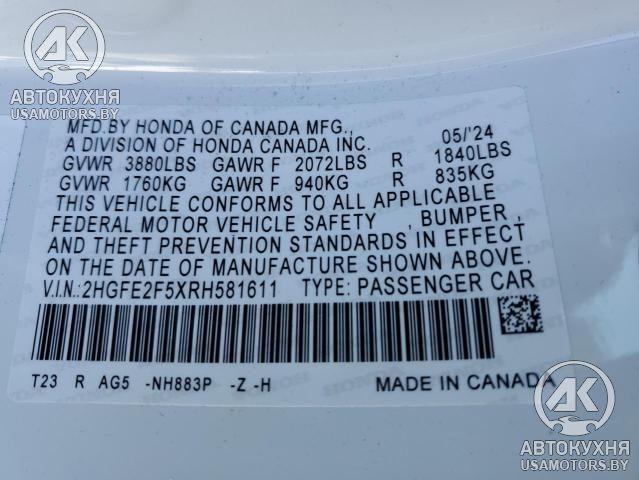 АК
АВТОКУХНЯ
USAMOTORS.BY
АК
MFD.BY HONDA OF CANADA MFG., 05/'24
A DIVISION OF HONDA CANADA INC.
GVWR 3880LBS GAWR F 2072LBS R 1840LBS
GVWR 1760KG GAWR F 940KG R 835KG
THIS VEHICLE CONFORMS TO ALL APPLICABLE
FEDERAL MOTOR VEHICLE SAFETY , BUMPER ,
AND THEFT PREVENTION STANDARDS IN EFFECT
ON THE DATE OF MANUFACTURE SHOWN ABOVE.
V.I.N.:2HGFE2F5XRH581611 TYPE: PASSENGER CAR
T23 R AG5 -NH883P -Z -H MADE IN CANADA
АК
АВТОКУХНЯ
USAMOTORS.BY